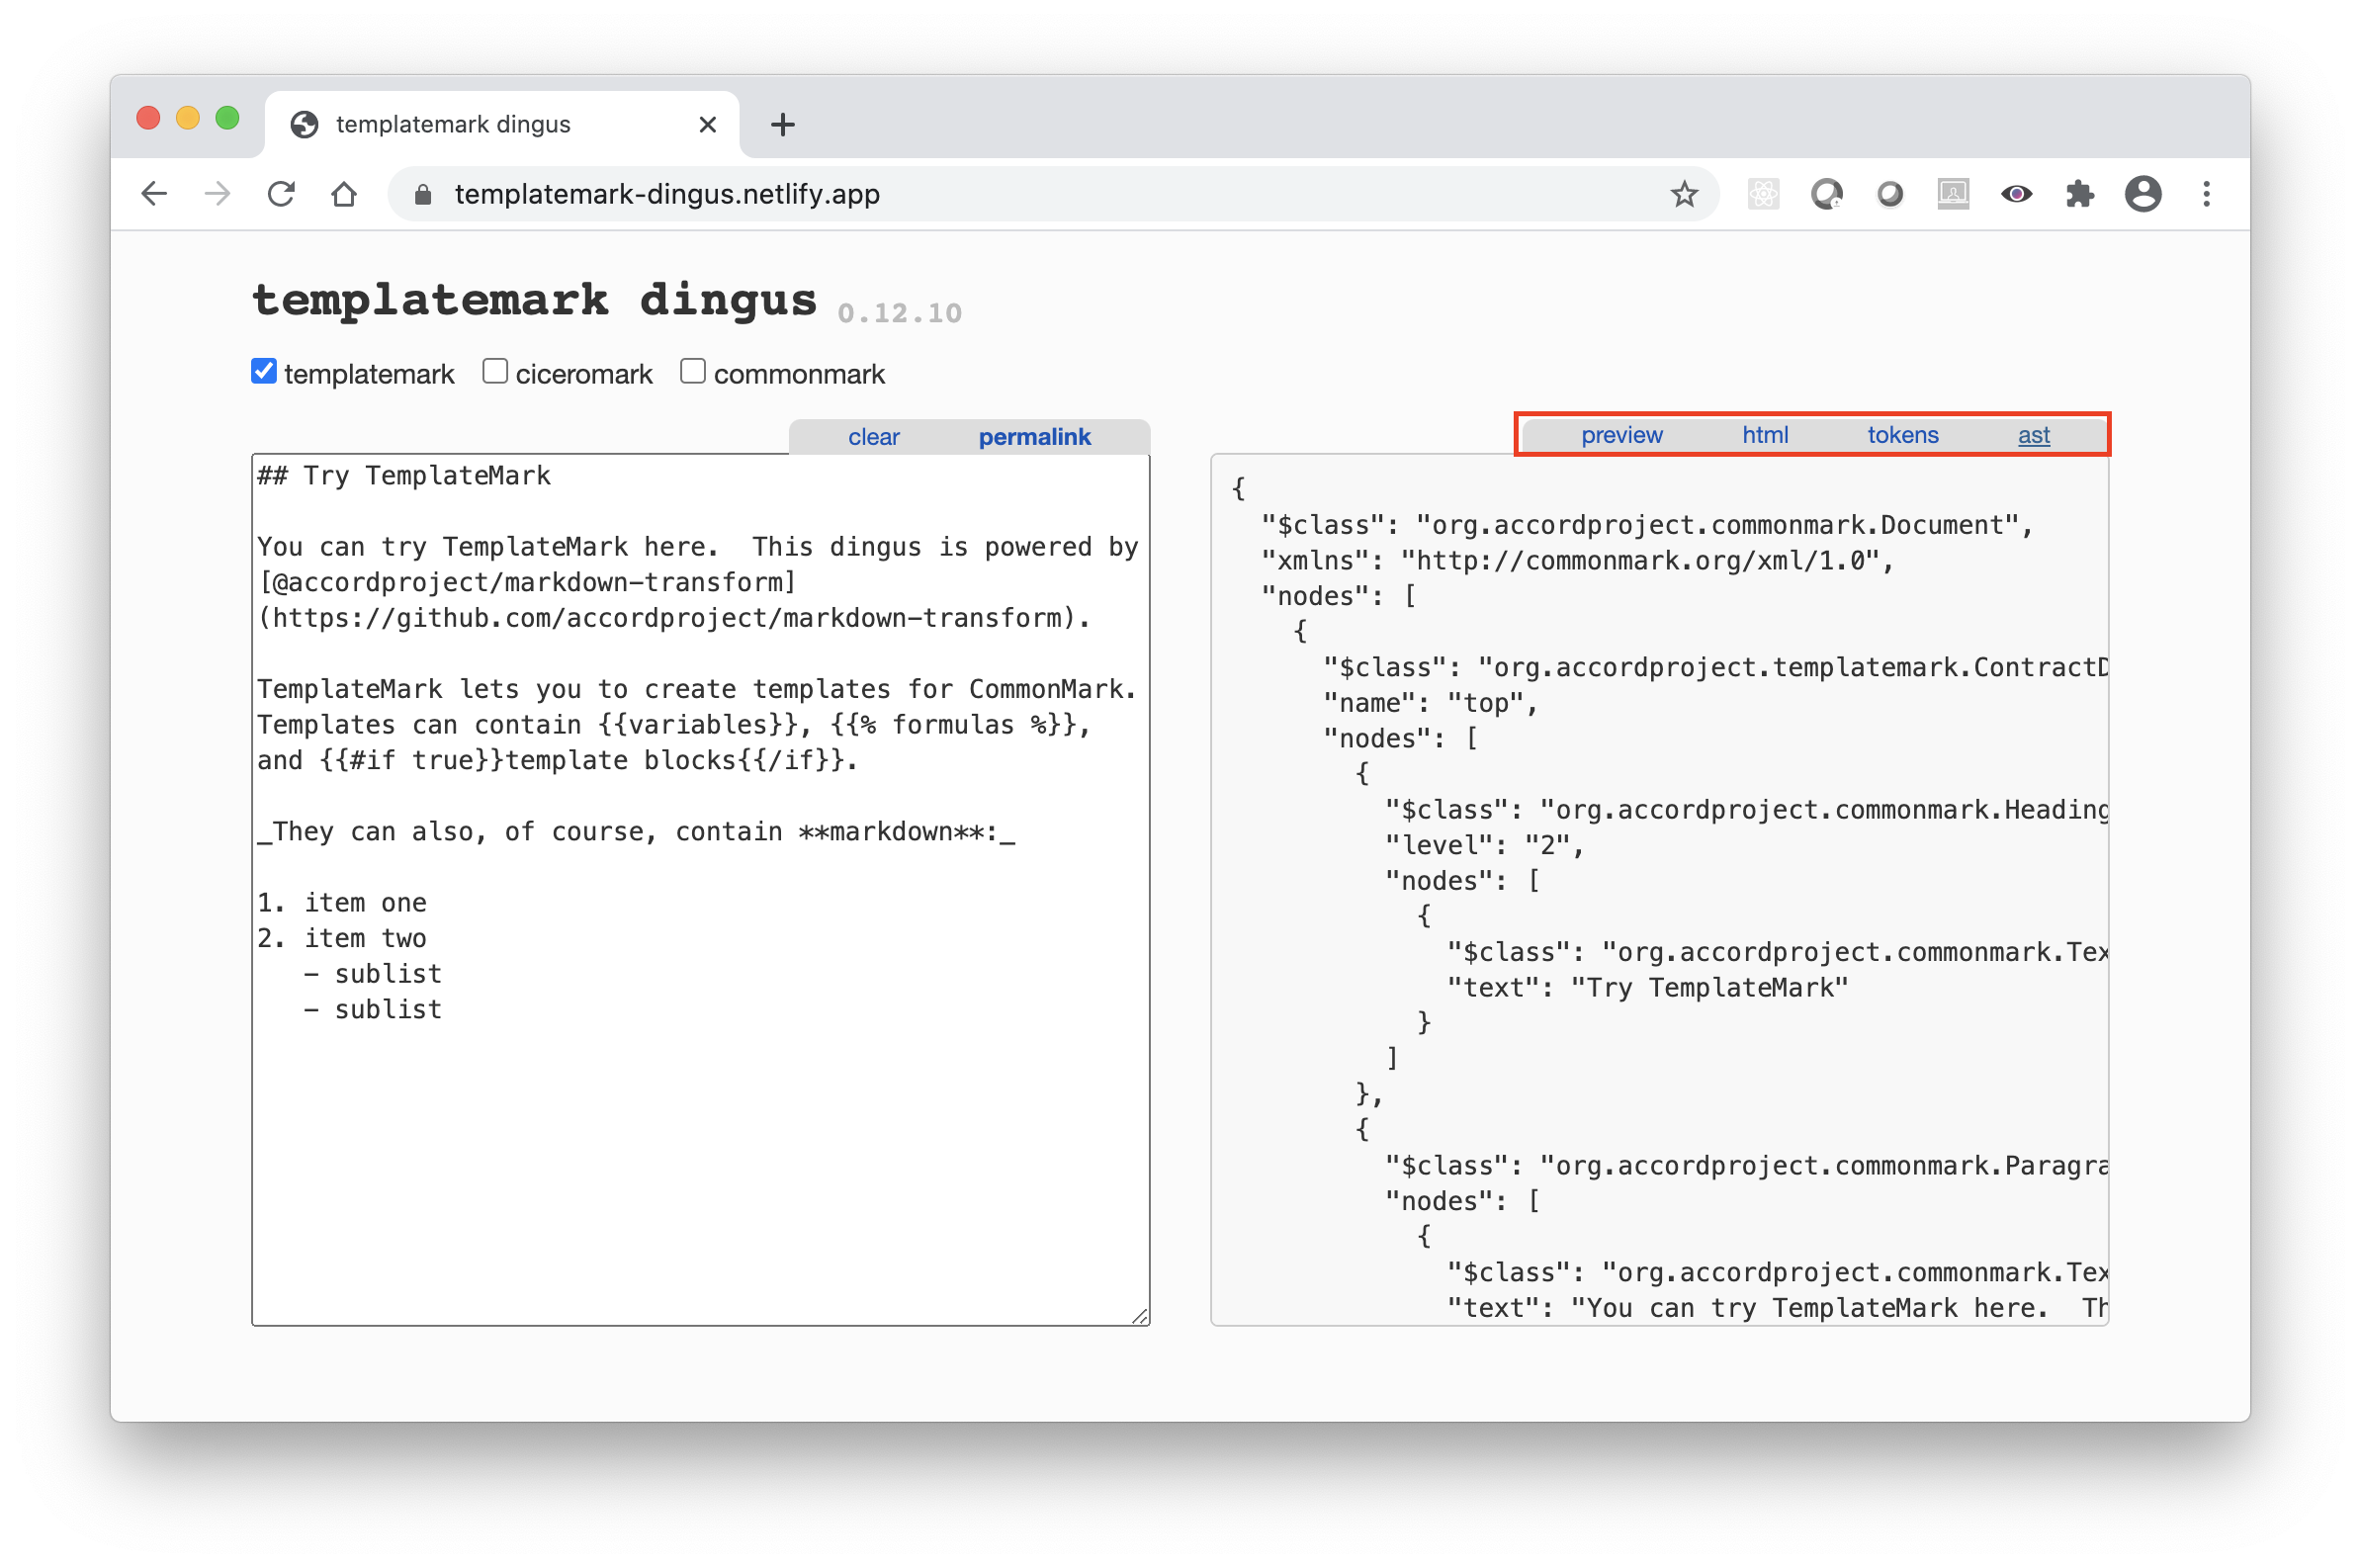 templatemark dingus
templatemark-dingus.netlify.app
templatemark dingus 0.12.10
templatemark ciceromark commonmark
clear permalink
## Try TemplateMark
You can try TemplateMark here.  This dingus is powered by
[@accordproject/markdown-transform]
(https://github.com/accordproject/markdown-transform).
TemplateMark lets you to create templates for CommonMark.
Templates can contain {{variables}}, {{% formulas %}},
and {{#if true}}template blocks{{/if}}.
_They can also, of course, contain **markdown**:_
1. item one
2. item two
   - sublist
   - sublist
preview html tokens ast
{
  "$class": "org.accordproject.commonmark.Document",
  "xmlns": "http://commonmark.org/xml/1.0",
  "nodes": [
    {
      "$class": "org.accordproject.templatemark.ContractD
      "name": "top",
      "nodes": [
        {
          "$class": "org.accordproject.commonmark.Heading
          "level": "2",
          "nodes": [
            {
              "$class": "org.accordproject.commonmark.Tex
              "text": "Try TemplateMark"
            }
          ]
        },
        {
          "$class": "org.accordproject.commonmark.Paragra
          "nodes": [
            {
              "$class": "org.accordproject.commonmark.Tex
              "text": "You can try TemplateMark here.  Th